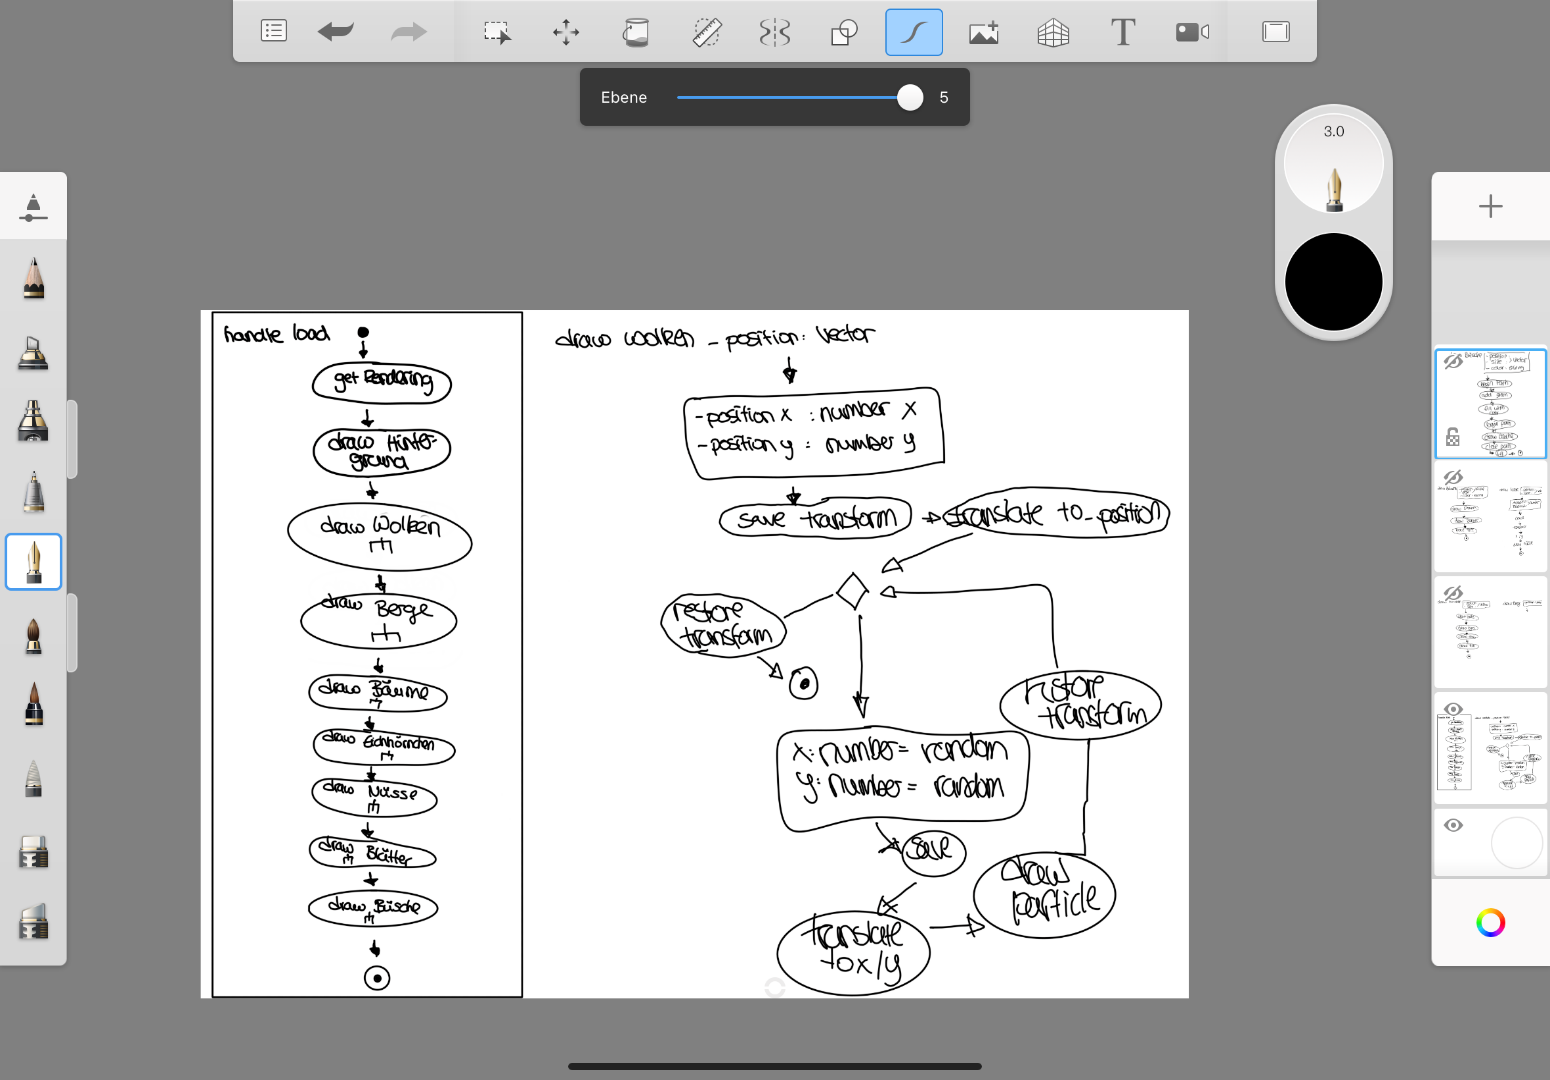 Ebene 5
3.0
handle load
get Rendering
draw Hinter-
grund
draw Wolken
draw Berge
draw Bäume
draw Eichhörnchen
draw Nüsse
draw Blätter
draw Büsche
draw Wolken - position: Vector
- position x : number x
- position y : number y
save transform
translate to_position
restore
transform
x: number = random
y: number = random
save
translate
to x/y
draw
particle
restore
transform